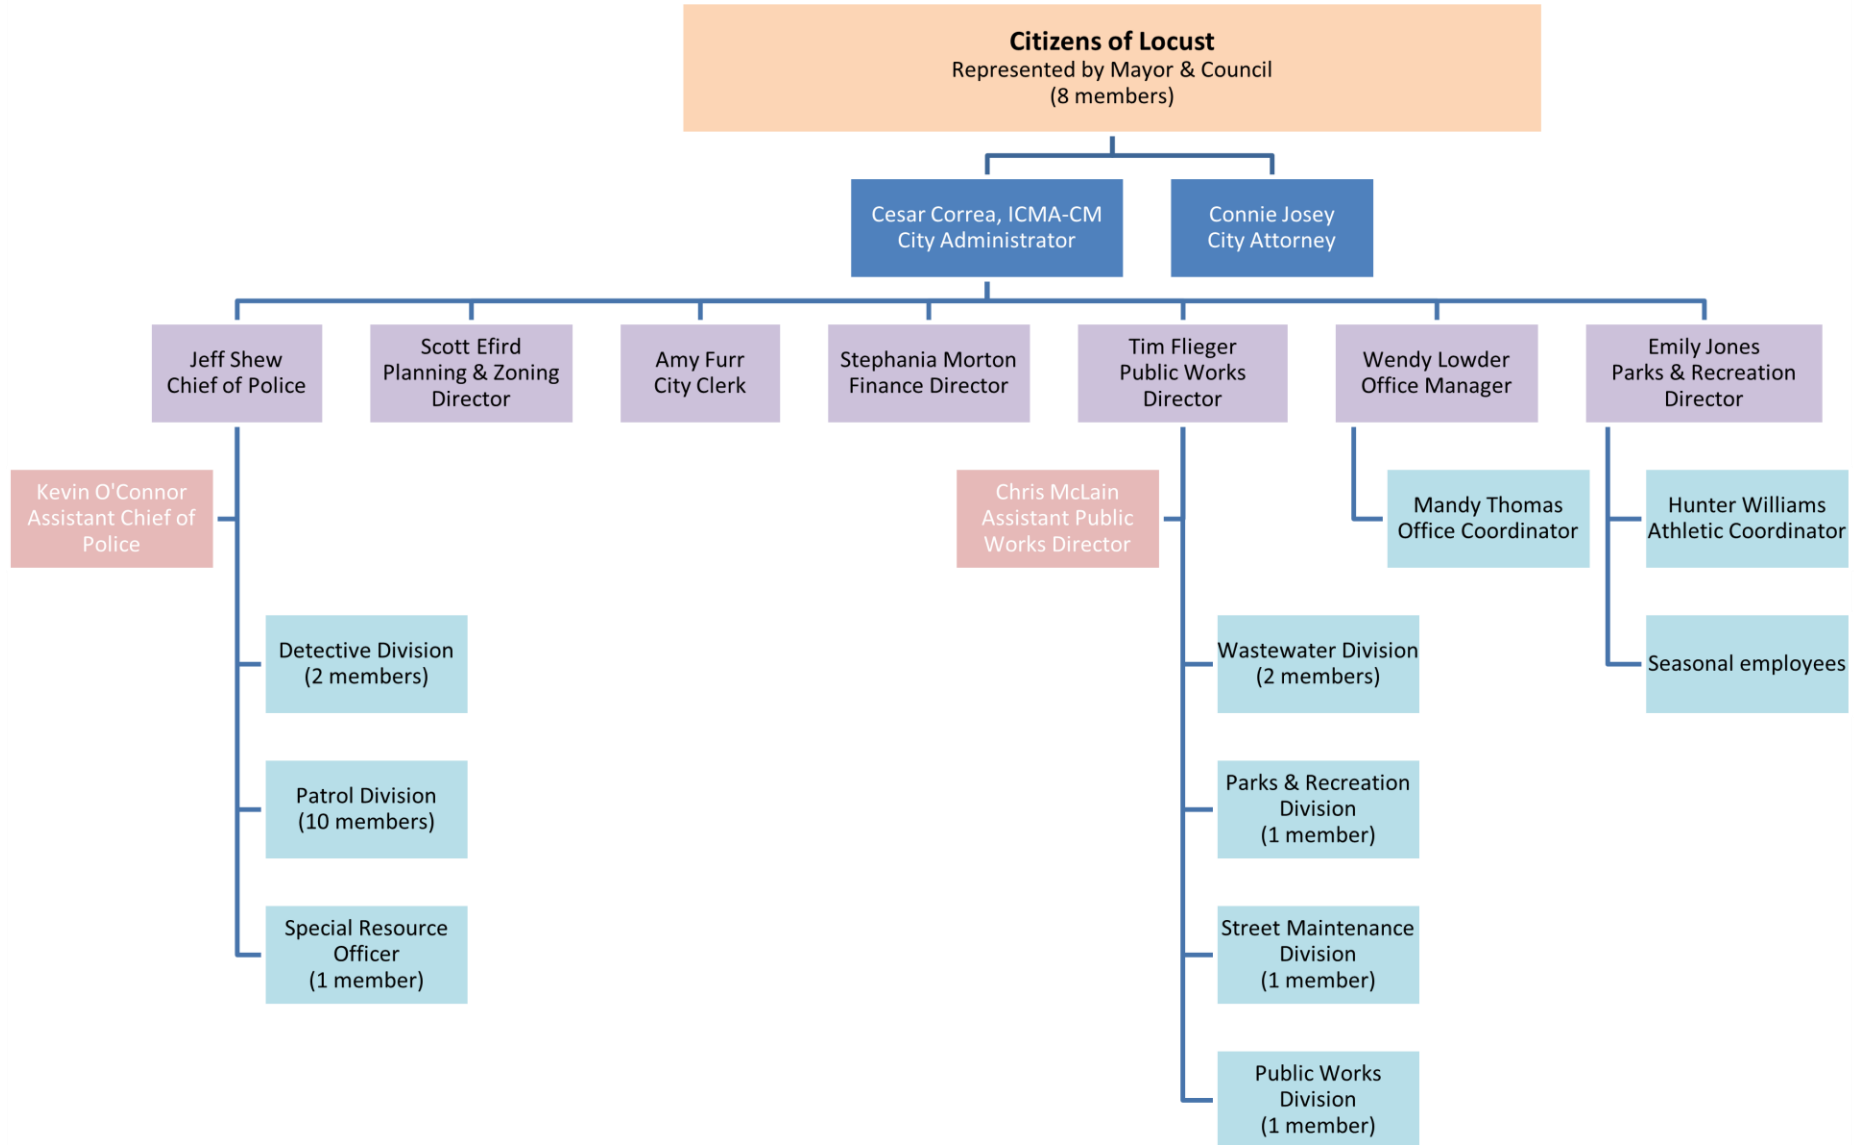 Citizens of Locust
Represented by Mayor & Council
(8 members)
Cesar Correa, ICMA-CM
City Administrator
Connie Josey
City Attorney
Jeff Shew
Chief of Police
Scott Efird
Planning & Zoning
Director
Amy Furr
City Clerk
Stephania Morton
Finance Director
Tim Flieger
Public Works
Director
Wendy Lowder
Office Manager
Emily Jones
Parks & Recreation
Director
Kevin O'Connor
Assistant Chief of
Police
Chris McLain
Assistant Public
Works Director
Mandy Thomas
Office Coordinator
Hunter Williams
Athletic Coordinator
Detective Division
(2 members)
Wastewater Division
(2 members)
Seasonal employees
Patrol Division
(10 members)
Parks & Recreation
Division
(1 member)
Special Resource
Officer
(1 member)
Street Maintenance
Division
(1 member)
Public Works
Division
(1 member)